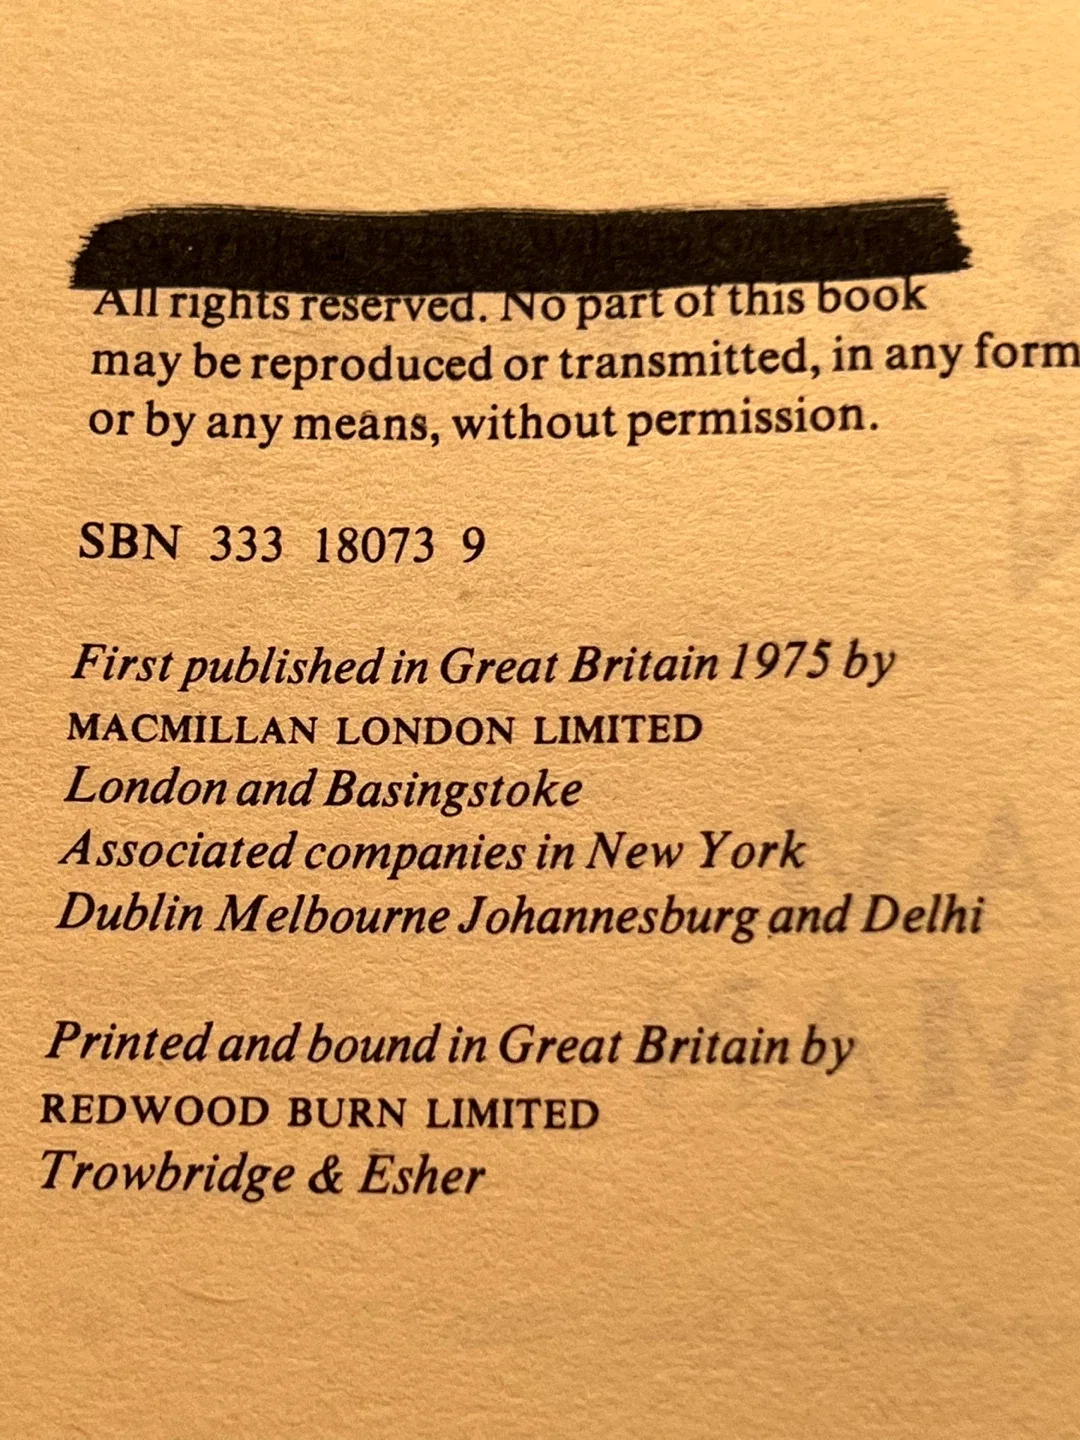 All rights reserved. No part of this book
may be reproduced or transmitted, in any form
or by any means, without permission.
SBN 333 18073 9
First published in Great Britain 1975 by
MACMILLAN LONDON LIMITED
London and Basingstoke
Associated companies in New York
Dublin Melbourne Johannesburg and Delhi
Printed and bound in Great Britain by
REDWOOD BURN LIMITED
Trowbridge & Esher